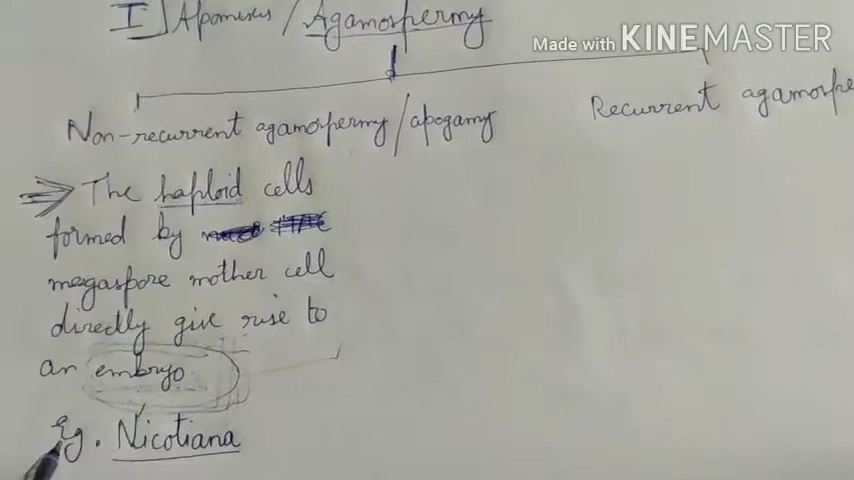 I] Apomixis / Agamospermy
Made with KINEMASTER
Non-recurrent agamospermy/apogamy
Recurrent agamospe
⇒ The haploid cells
formed by
megaspore mother cell
directly give rise to
an embryo
Eg. Nicotiana